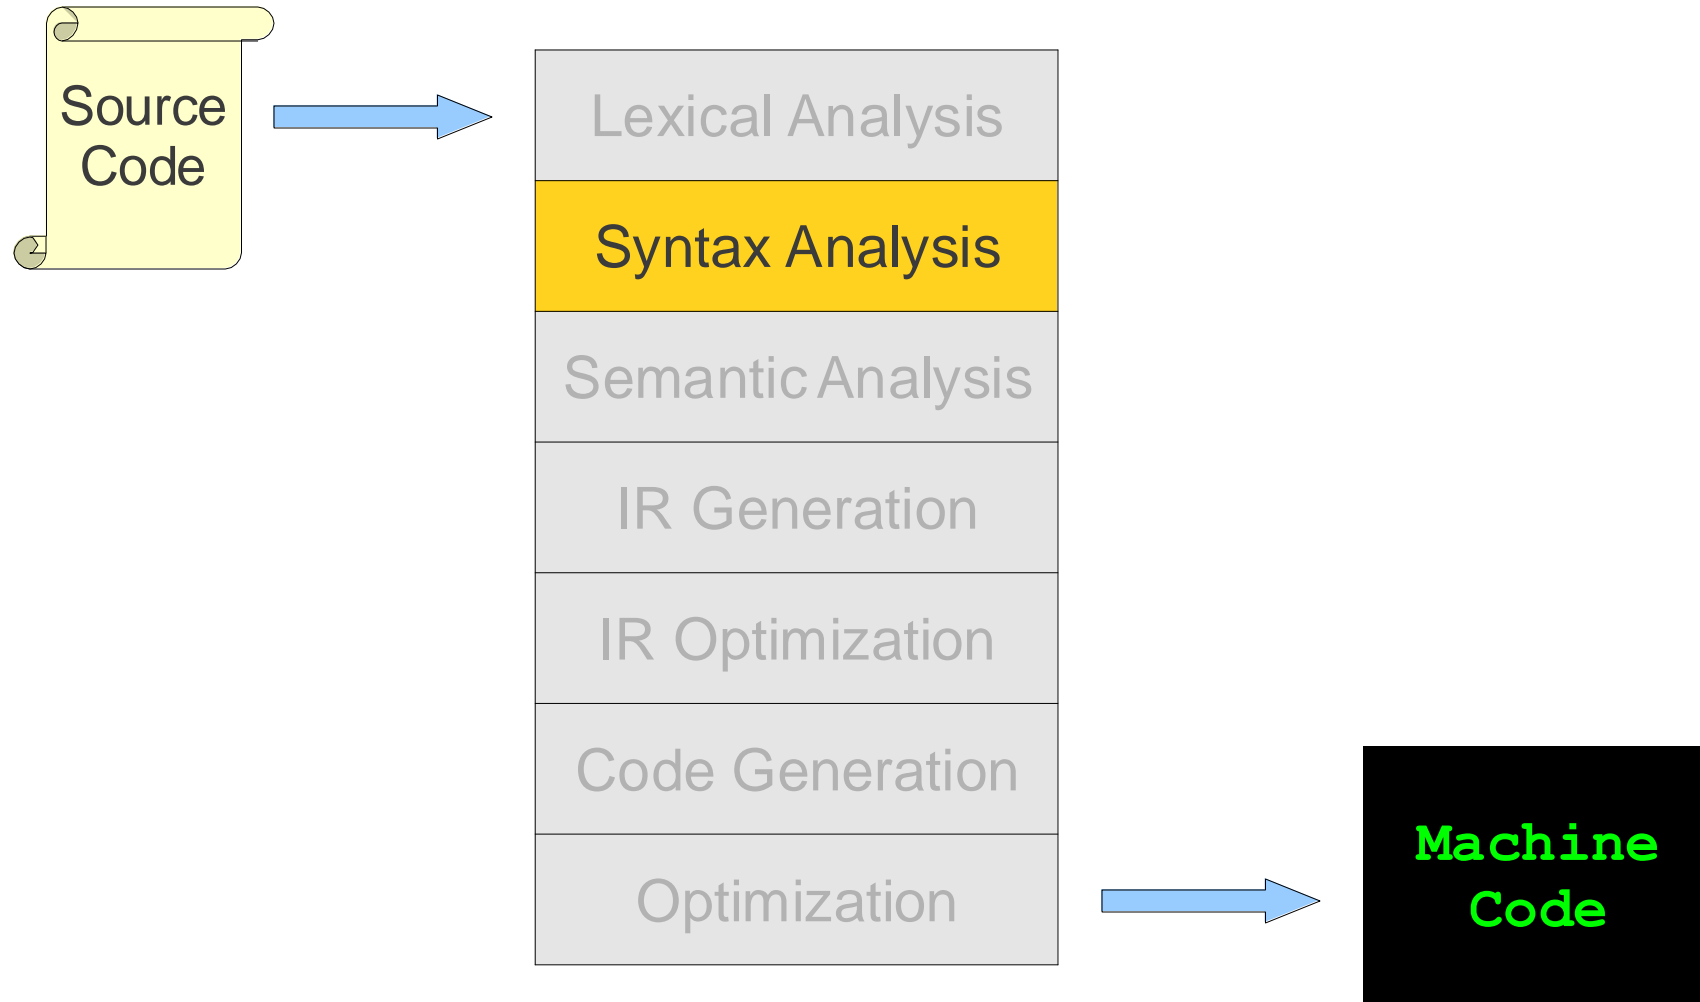 Source
Code
Lexical Analysis
Syntax Analysis
Semantic Analysis
IR Generation
IR Optimization
Code Generation
Optimization
Machine
Code